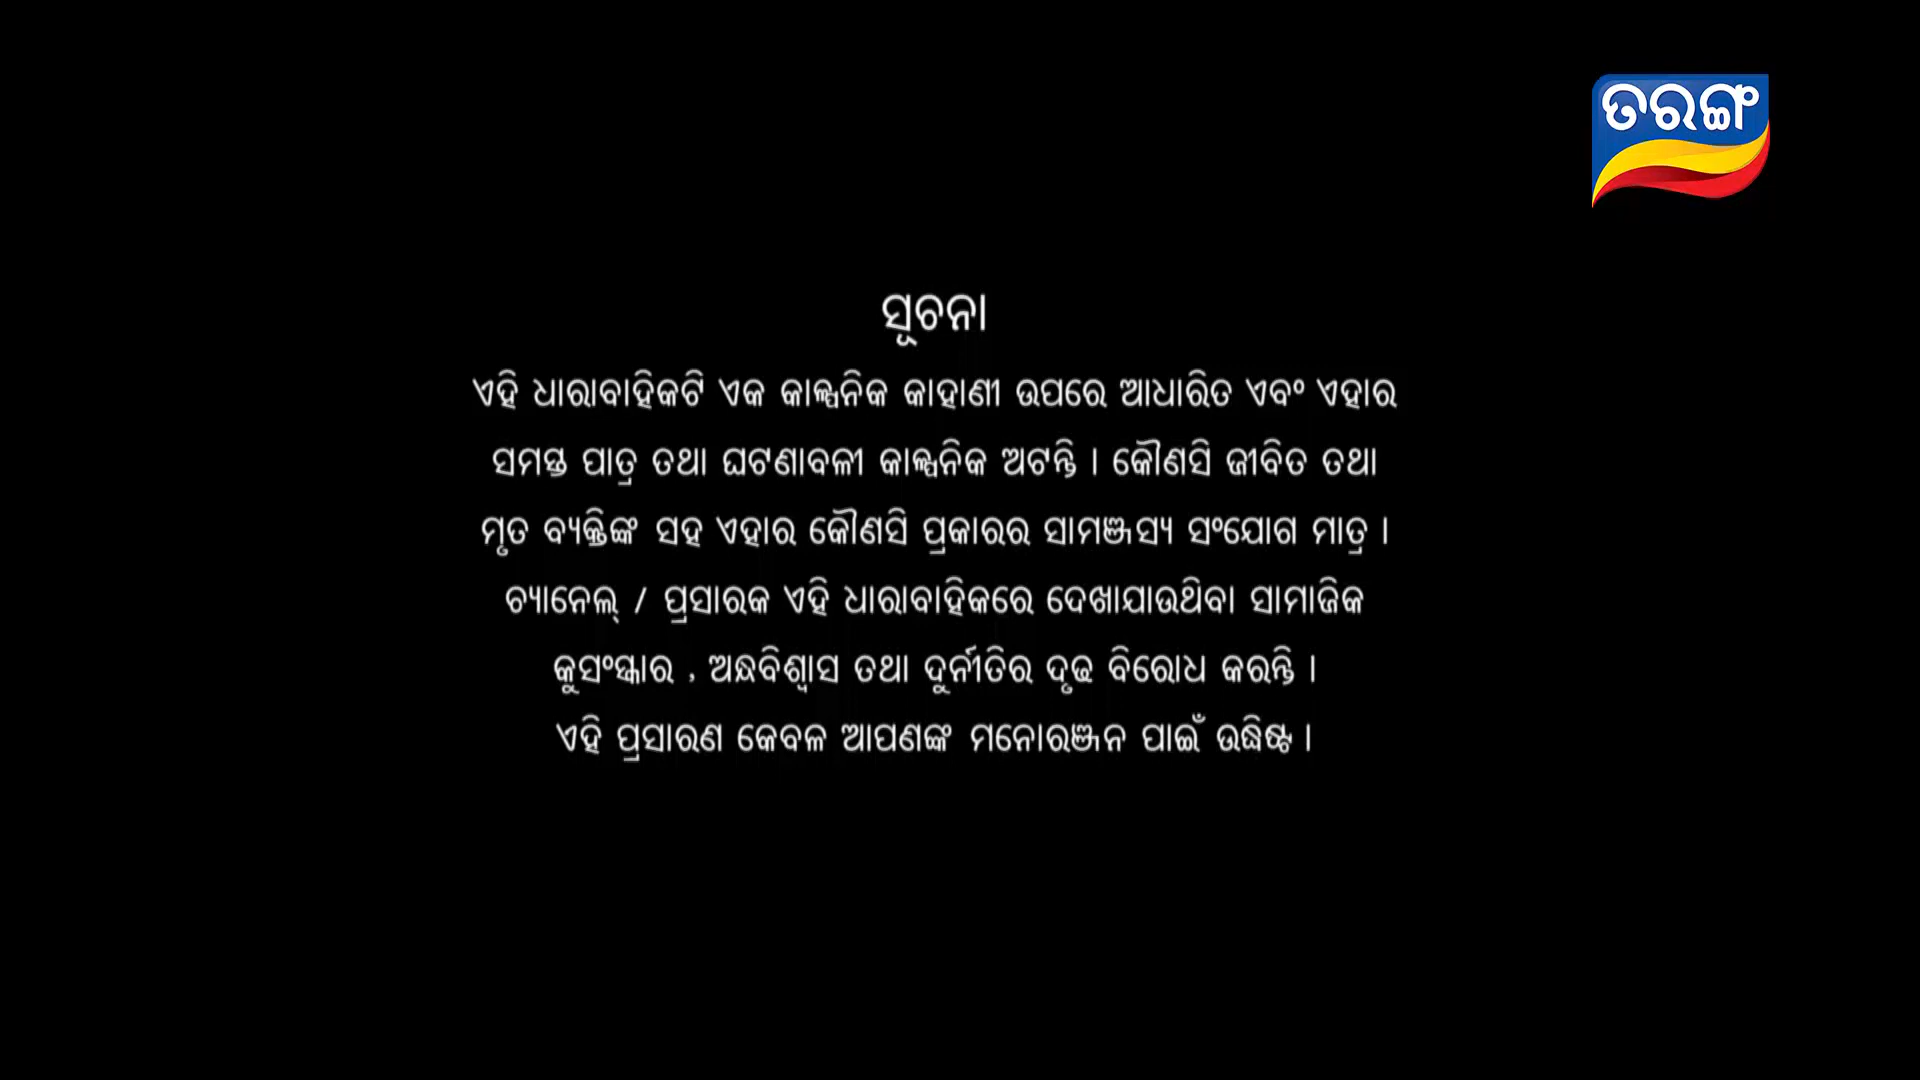 ତରଙ୍ଗ
ସୂଚନା
ଏହି ଧାରାବାହିକଟି ଏକ କାଳ୍ପନିକ କାହାଣୀ ଉପରେ ଆଧାରିତ ଏବଂ ଏହାର
ସମସ୍ତ ପାତ୍ର ତଥା ଘଟଣାବଳୀ କାଳ୍ପନିକ ଅଟନ୍ତି । କୌଣସି ଜୀବିତ ତଥା
ମୃତ ବ୍ୟକ୍ତିଙ୍କ ସହ ଏହାର କୌଣସି ପ୍ରକାରର ସାମଞ୍ଜସ୍ୟ ସଂଯୋଗ ମାତ୍ର ।
ଚ୍ୟାନେଲ୍ / ପ୍ରସାରକ ଏହି ଧାରାବାହିକରେ ଦେଖାଯାଉଥିବା ସାମାଜିକ
କୁସଂସ୍କାର , ଅନ୍ଧବିଶ୍ୱାସ ତଥା ଦୁର୍ନୀତିର ଦୃଢ ବିରୋଧ କରନ୍ତି ।
ଏହି ପ୍ରସାରଣ କେବଳ ଆପଣଙ୍କ ମନୋରଞ୍ଜନ ପାଇଁ ଉଦ୍ଧିଷ୍ଟ ।